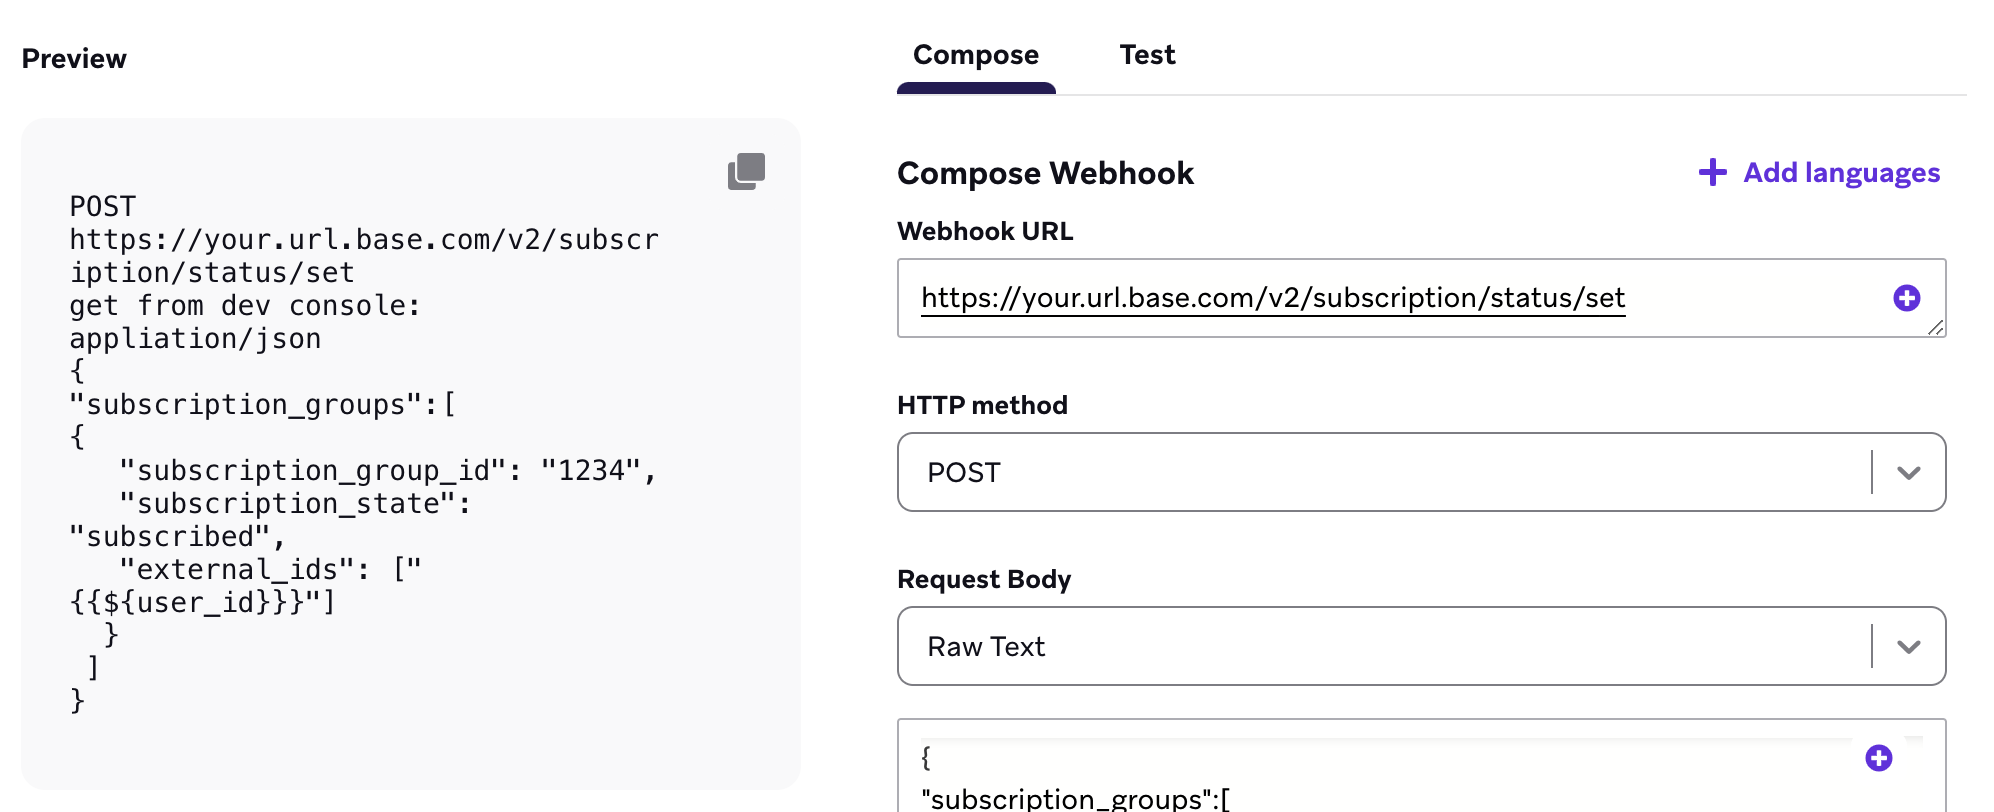 Preview
POST
https://your.url.base.com/v2/subscr
iption/status/set
get from dev console:
appliation/json
{
"subscription_groups":[
{
   "subscription_group_id": "1234",
   "subscription_state":
"subscribed",
   "external_ids": ["
{{${user_id}}}"]
  }
 ]
}
Compose
Test
Compose Webhook
Add languages
Webhook URL
https://your.url.base.com/v2/subscription/status/set
HTTP method
POST
Request Body
Raw Text
{
"subscription_groups":[